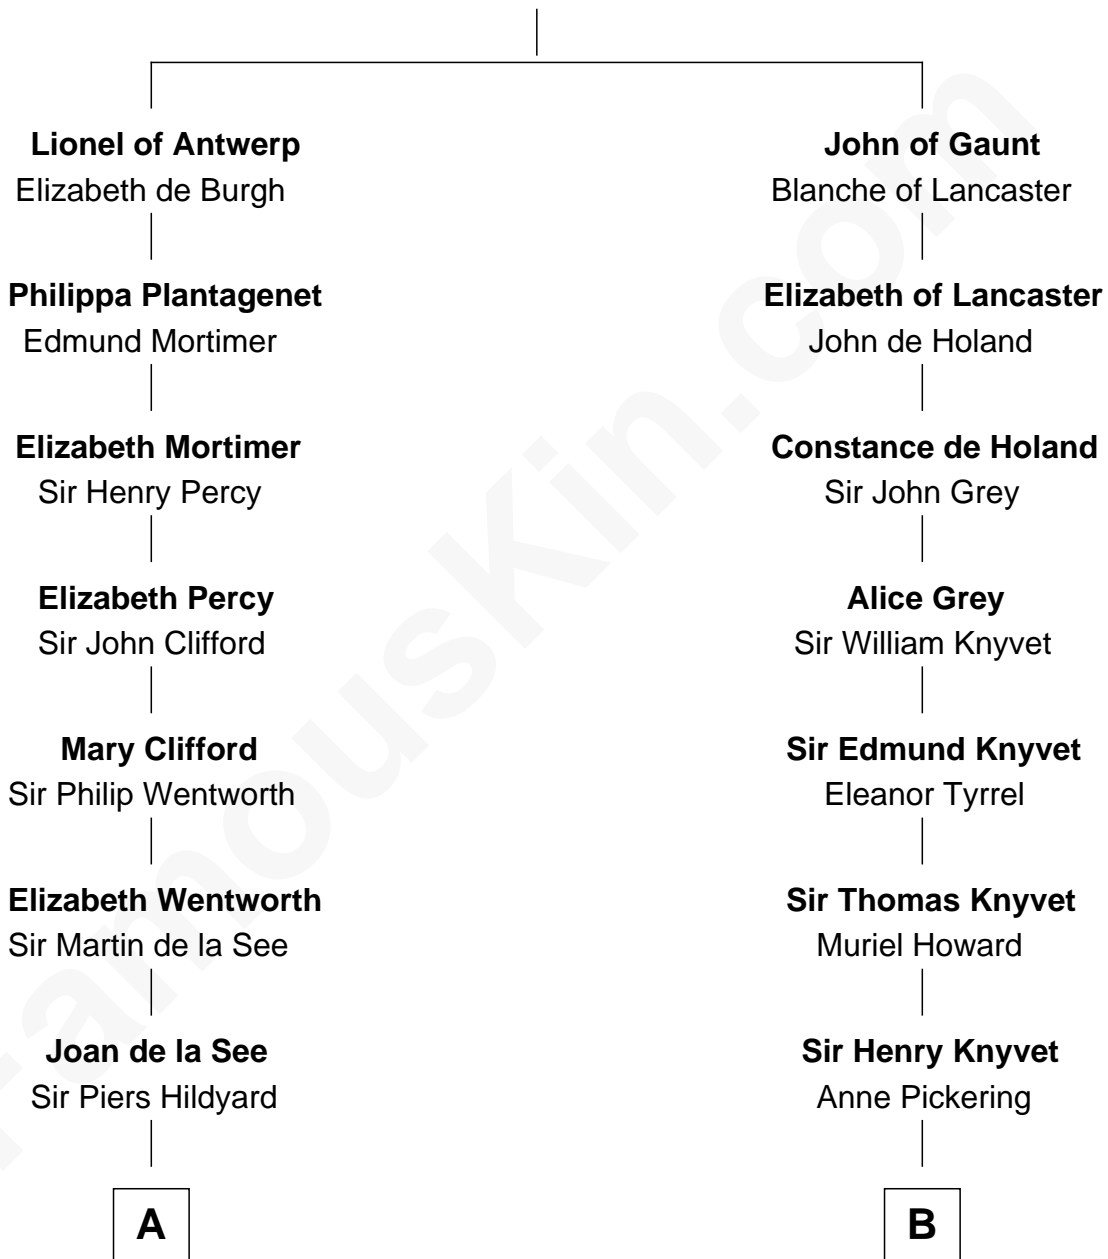 Lionel of Antwerp
Elizabeth de Burgh
Philippa Plantagenet
Edmund Mortimer
Elizabeth Mortimer
Sir Henry Percy
Elizabeth Percy
Sir John Clifford
Mary Clifford
Sir Philip Wentworth
Elizabeth Wentworth
Sir Martin de la See
Joan de la See
Sir Piers Hildyard
A
John of Gaunt
Blanche of Lancaster
Elizabeth of Lancaster
John de Holand
Constance de Holand
Sir John Grey
Alice Grey
Sir William Knyvet
Sir Edmund Knyvet
Eleanor Tyrrel
Sir Thomas Knyvet
Muriel Howard
Sir Henry Knyvet
Anne Pickering
B
FamousKin.com